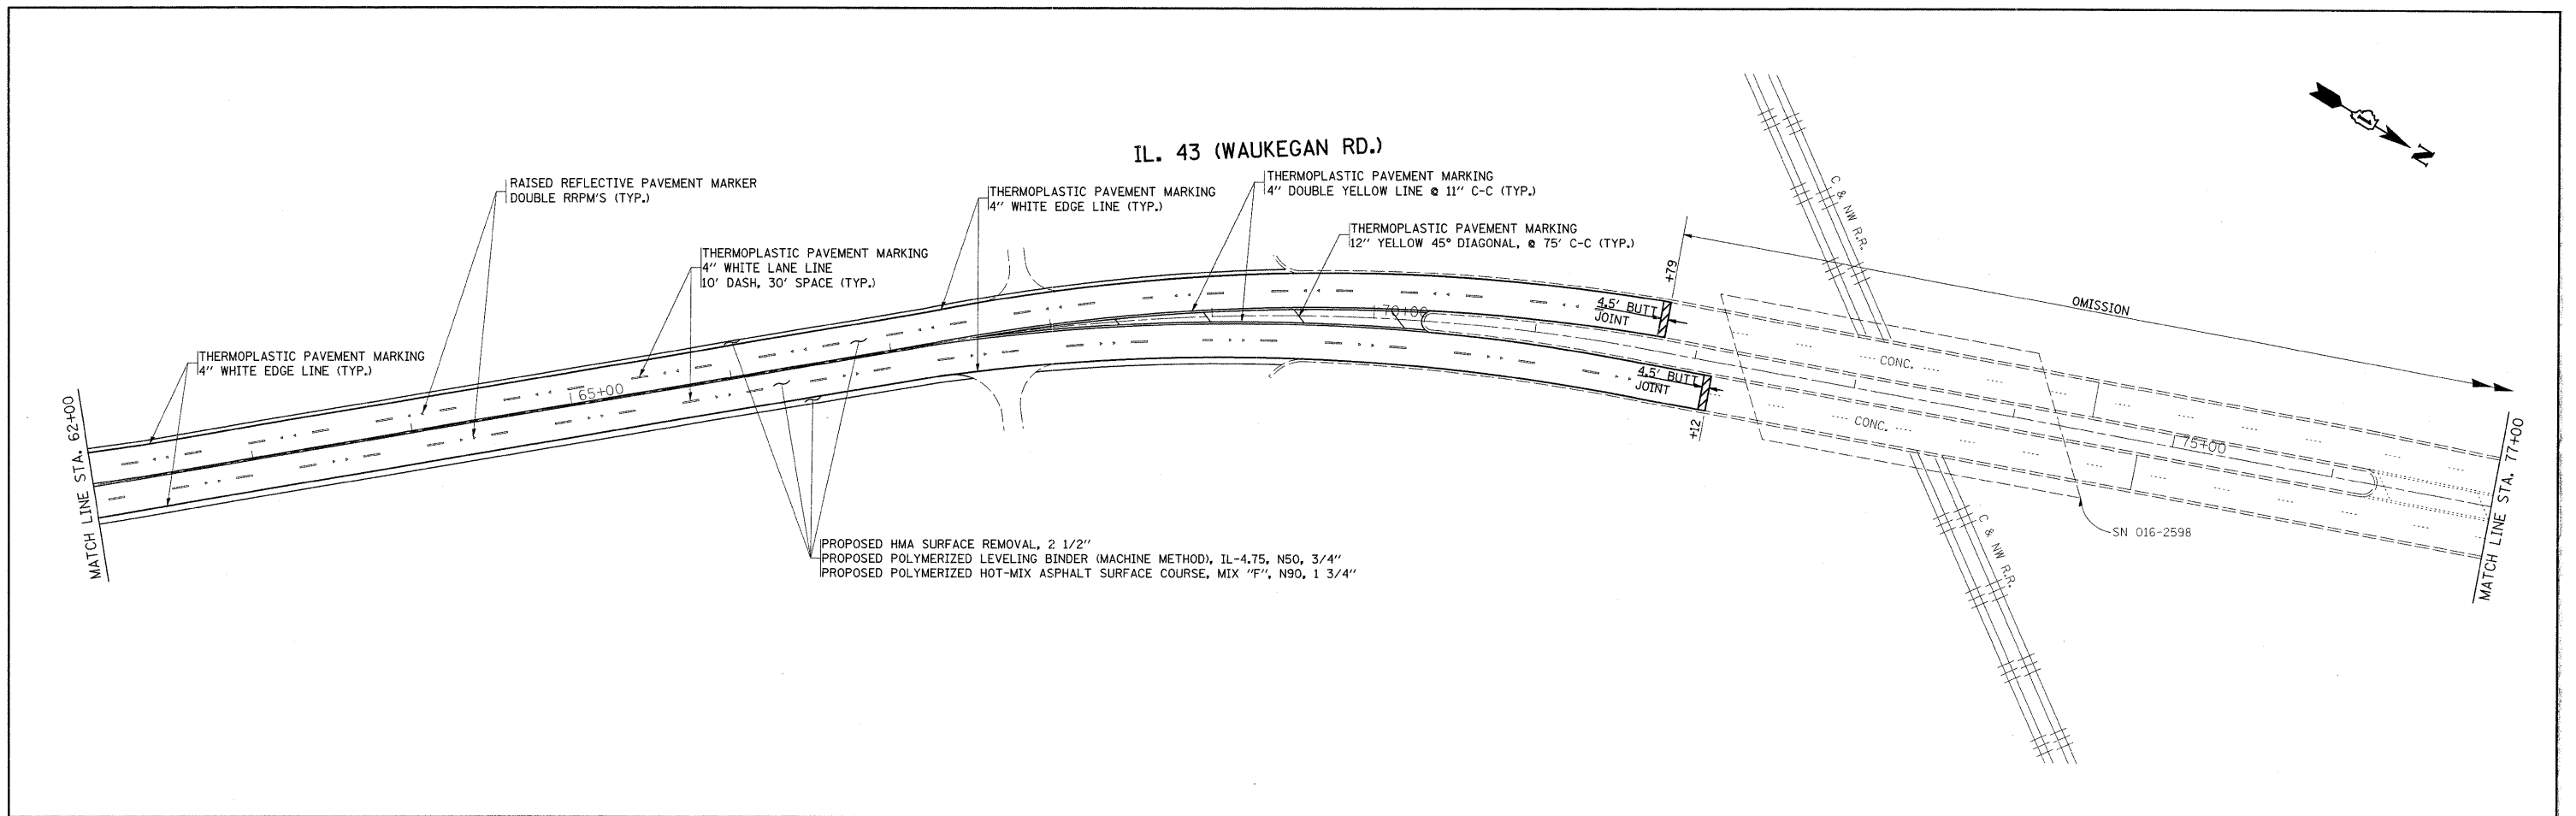 IL. 43 (WAUKEGAN RD.)
RAISED REFLECTIVE PAVEMENT MARKER
DOUBLE RRPM'S (TYP.)
THERMOPLASTIC PAVEMENT MARKING
4" WHITE EDGE LINE (TYP.)
THERMOPLASTIC PAVEMENT MARKING
4" DOUBLE YELLOW LINE @ 11" C-C (TYP.)
THERMOPLASTIC PAVEMENT MARKING
12" YELLOW 45° DIAGONAL, @ 75' C-C (TYP.)
THERMOPLASTIC PAVEMENT MARKING
4" WHITE LANE LINE
10' DASH, 30' SPACE (TYP.)
THERMOPLASTIC PAVEMENT MARKING
4" WHITE EDGE LINE (TYP.)
MATCH LINE STA. 62+00
65+00
70+00
+79
4.5' BUTT
JOINT
4.5' BUTT
JOINT
+12
OMISSION
C & NW R.R.
CONC.
CONC.
75+00
SN 016-2598
C & NW R.R.
MATCH LINE STA. 77+00
N
PROPOSED HMA SURFACE REMOVAL, 2 1/2"
PROPOSED POLYMERIZED LEVELING BINDER (MACHINE METHOD), IL-4.75, N50, 3/4"
PROPOSED POLYMERIZED HOT-MIX ASPHALT SURFACE COURSE, MIX "F", N90, 1 3/4"